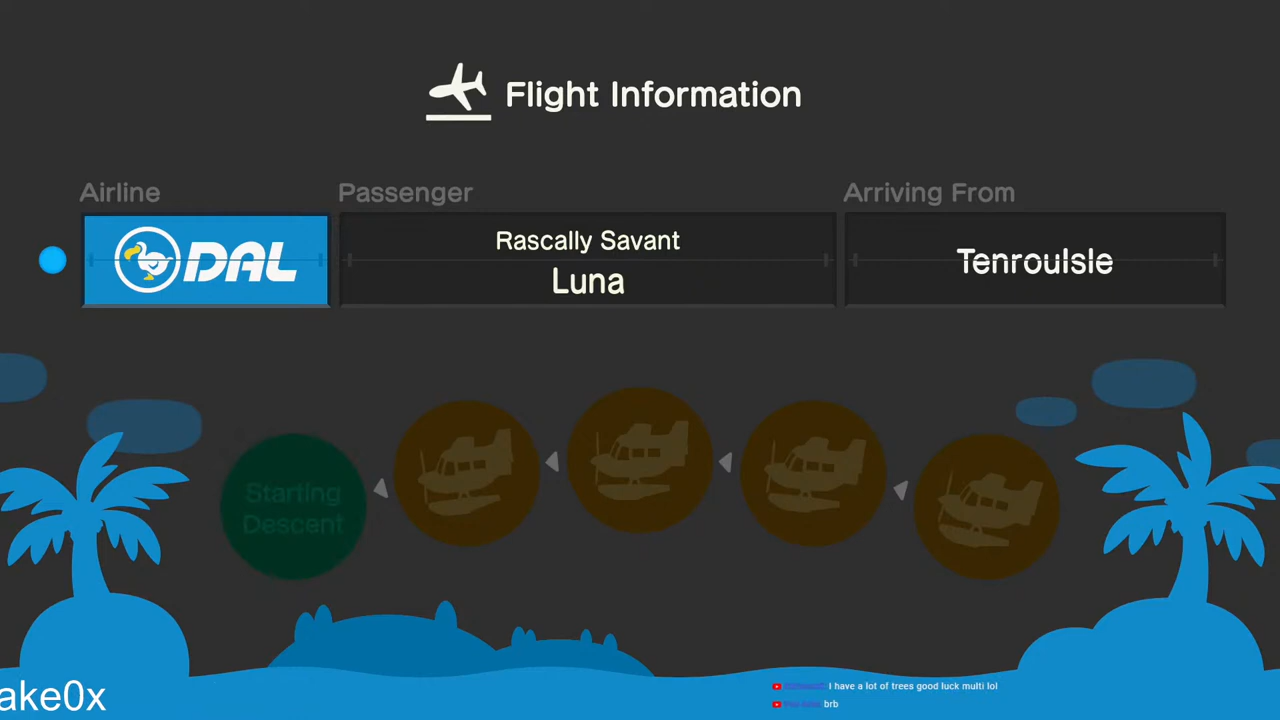 Flight Information
Airline
Passenger
Arriving From
DAL
Rascally Savant
Luna
TenrouIsle
Starting
Descent
ake0x
I have a lot of trees good luck multi lol
brb